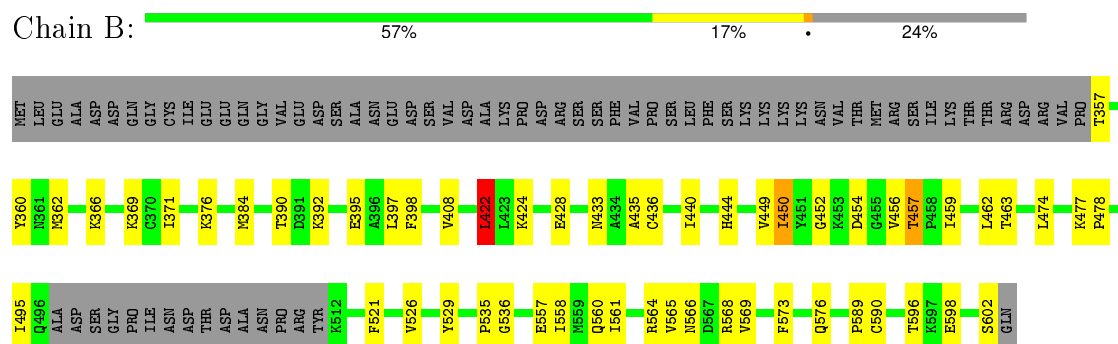 Chain B:
57% 17% • 24%
MET LEU GLU ALA ASP ASP GLN GLY CYS ILE GLU GLU GLN GLY VAL GLU ASP SER ALA ASN GLU ASP SER VAL ASP ALA LYS PRO ASP ARG SER SER PHE VAL PRO SER LEU PHE SER LYS LYS LYS LYS ASN VAL THR MET ARG SER ILE LYS THR THR ARG ASP ARG VAL PRO T357
Y360 N361 M362 K366 K369 C370 I371 K376 M384 T390 D391 K392 E395 A396 L397 F398 V408 L422 L423 K424 E428 N433 A434 A435 C436 I440 H444 V449 I450 Y451 G452 K453 D454 G455 V456 T457 P458 I459 L462 T463 L474 K477 P478
I495 Q496 ALA ASP SER GLY PRO ILE ASN ASP THR ASP ALA ASN PRO ARG TYR K512 F521 V526 Y529 P535 G536 E557 I558 M559 Q560 I561 R564 V565 N566 D567 R568 V569 F573 Q576 P589 C590 T596 K597 E598 S602 GLN